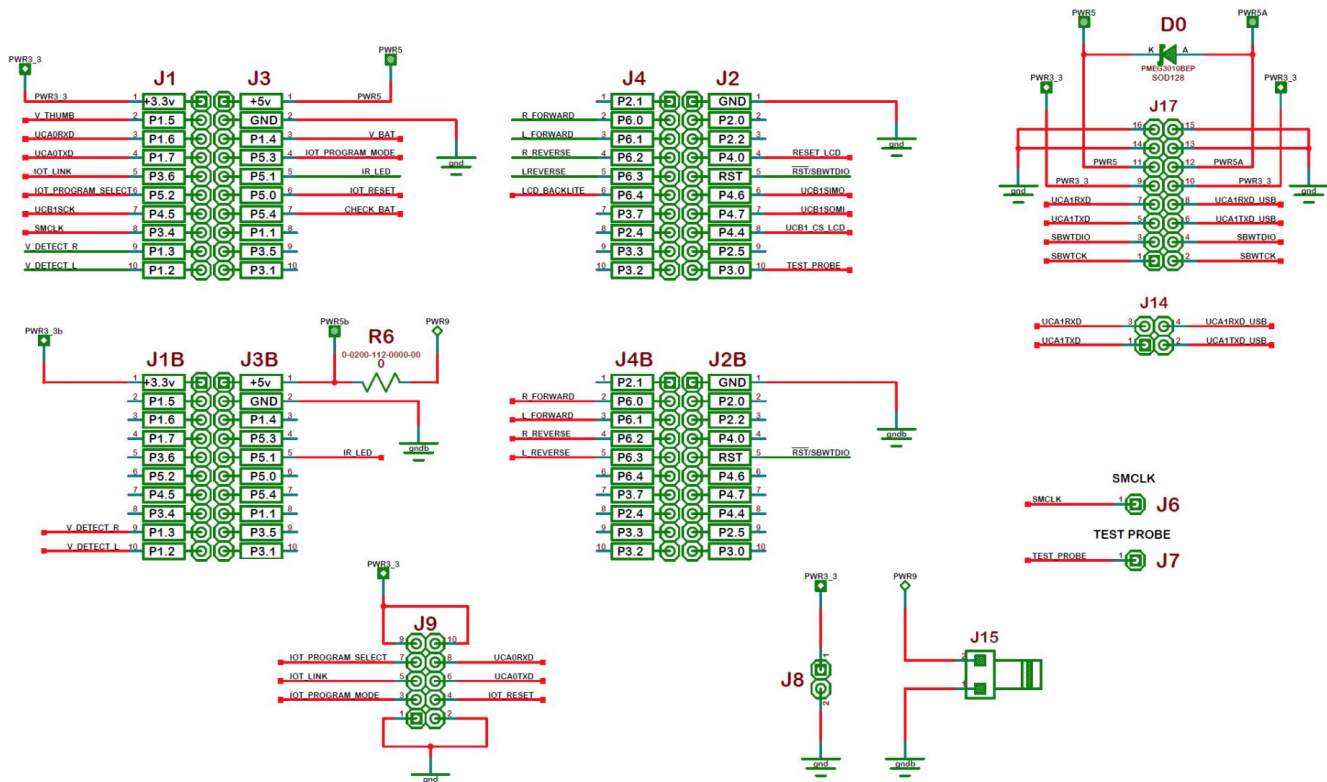 PWR5
PWR5A
D0
K
A
PMEG3010BEP
SOD128
PWR3_3
J1
J3
PWR5
PWR3_3 1 +3.3v +5v 1 PWR5
V_THUMB 2 P1.5 GND 2
UCA0RXD 3 P1.6 P1.4 3 V_BAT
UCA0TXD 4 P1.7 P5.3 4 IOT_PROGRAM_MODE
IOT_LINK 5 P3.6 P5.1 5 IR_LED
IOT_PROGRAM_SELECT 6 P5.2 P5.0 6 IOT_RESET
UCB1SCK 7 P4.5 P5.4 7 CHECK_BAT
SMCLK 8 P3.4 P1.1 8
V_DETECT_R 9 P1.3 P3.5 9
V_DETECT_L 10 P1.2 P3.1 10
gnd
J4
J2
1 P2.1 GND 1
R_FORWARD 2 P6.0 P2.0 2
L_FORWARD 3 P6.1 P2.2 3
R_REVERSE 4 P6.2 P4.0 4 RESET_LCD
LREVERSE 5 P6.3 RST 5 RST/SBWTDIO
LCD_BACKLITE 6 P6.4 P4.6 6 UCB1SIMO
7 P3.7 P4.7 7 UCB1SOMI
8 P2.4 P4.4 8 UCB1_CS_LCD
9 P3.3 P2.5 9
10 P3.2 P3.0 10 TEST_PROBE
gnd
PWR3_3
PWR3_3
J17
16 15
14 13
PWR5 11 12 PWR5A
PWR3_3 9 10 PWR3_3
UCA1RXD 7 8 UCA1RXD_USB
UCA1TXD 5 6 UCA1TXD_USB
SBWTDIO 3 4 SBWTDIO
SBWTCK 1 2 SBWTCK
gnd
gnd
J14
UCA1RXD 3 4 UCA1RXD_USB
UCA1TXD 1 2 UCA1TXD_USB
PWR3_3b
PWR5b
R6
PWR9
0-0200-112-0000-00
0
J1B
J3B
1 +3.3v +5v 1
2 P1.5 GND 2
3 P1.6 P1.4 3
4 P1.7 P5.3 4
5 P3.6 P5.1 5 IR_LED
6 P5.2 P5.0 6
7 P4.5 P5.4 7
8 P3.4 P1.1 8
V_DETECT_R 9 P1.3 P3.5 9
V_DETECT_L 10 P1.2 P3.1 10
gndb
J4B
J2B
1 P2.1 GND 1
R_FORWARD 2 P6.0 P2.0 2
L_FORWARD 3 P6.1 P2.2 3
R_REVERSE 4 P6.2 P4.0 4
L_REVERSE 5 P6.3 RST 5 RST/SBWTDIO
6 P6.4 P4.6 6
7 P3.7 P4.7 7
8 P2.4 P4.4 8
9 P3.3 P2.5 9
10 P3.2 P3.0 10
gndb
SMCLK
SMCLK 1 J6
TEST PROBE
TEST_PROBE 1 J7
PWR3_3
J9
9 10
IOT_PROGRAM_SELECT 7 8 UCA0RXD
IOT_LINK 5 6 UCA0TXD
IOT_PROGRAM_MODE 3 4 IOT_RESET
1 2
gnd
PWR3_3
1
J8
2
gnd
PWR9
J15
2
1
gndb